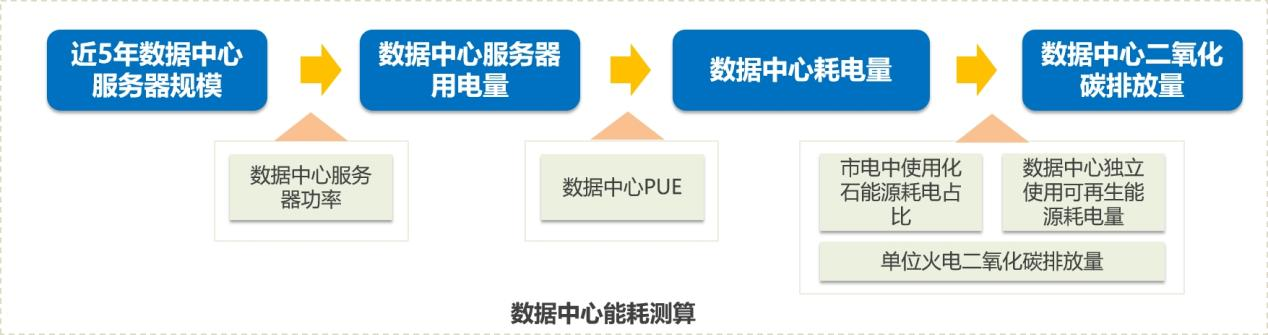 近5年数据中心
服务器规模
数据中心服务器
用电量
数据中心耗电量
数据中心二氧化
碳排放量
数据中心服务
器功率
数据中心PUE
市电中使用化
石能源耗电占
比
数据中心独立
使用可再生能
源耗电量
单位火电二氧化碳排放量
数据中心能耗测算